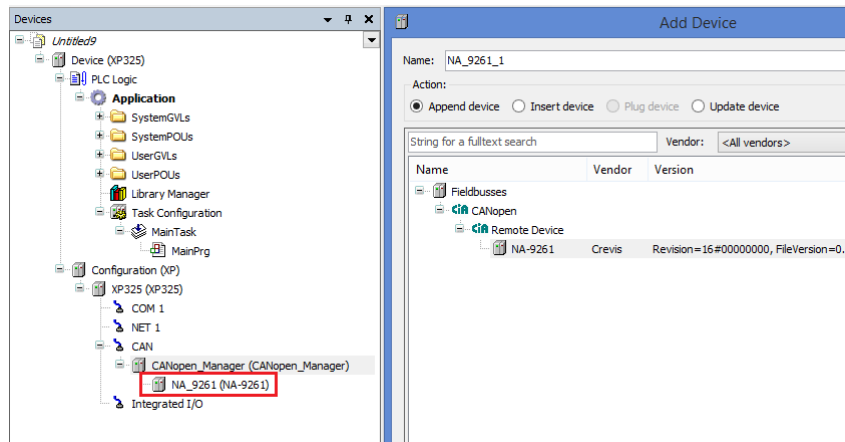 Devices
Untitled9
Device (XP325)
PLC Logic
Application
SystemGVLs
SystemPOUs
UserGVLs
UserPOUs
Library Manager
Task Configuration
MainTask
MainPrg
Configuration (XP)
XP325 (XP325)
COM 1
NET 1
CAN
CANopen_Manager (CANopen_Manager)
NA_9261 (NA-9261)
Integrated I/O
Add Device
Name: NA_9261_1
Action:
Append device Insert device Plug device Update device
String for a fulltext search Vendor: <All vendors>
Name Vendor Version
Fieldbusses
CiA CANopen
CiA Remote Device
NA-9261 Crevis Revision=16#00000000, FileVersion=0.